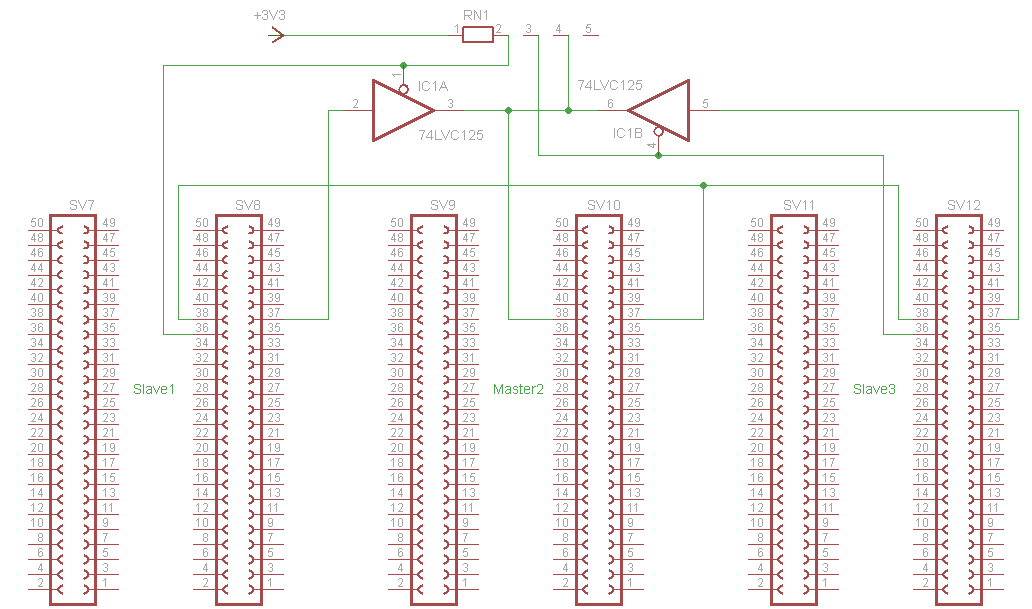 +3V3 RN1
1 2 3 4 5
1 IC1A 74LVC125
2 3 6 5
74LVC125 IC1B
4
SV7 SV8 SV9 SV10 SV11 SV12
50 49 50 49 50 49 50 49 50 49 50 49
48 47 48 47 48 47 48 47 48 47 48 47
46 45 46 45 46 45 46 45 46 45 46 45
44 43 44 43 44 43 44 43 44 43 44 43
42 41 42 41 42 41 42 41 42 41 42 41
40 39 40 39 40 39 40 39 40 39 40 39
38 37 38 37 38 37 38 37 38 37 38 37
36 35 36 35 36 35 36 35 36 35 36 35
34 33 34 33 34 33 34 33 34 33 34 33
32 31 32 31 32 31 32 31 32 31 32 31
30 29 30 29 30 29 30 29 30 29 30 29
28 27 Slave1 28 27 28 27 Master2 28 27 28 27 Slave3 28 27
26 25 26 25 26 25 26 25 26 25 26 25
24 23 24 23 24 23 24 23 24 23 24 23
22 21 22 21 22 21 22 21 22 21 22 21
20 19 20 19 20 19 20 19 20 19 20 19
18 17 18 17 18 17 18 17 18 17 18 17
16 15 16 15 16 15 16 15 16 15 16 15
14 13 14 13 14 13 14 13 14 13 14 13
12 11 12 11 12 11 12 11 12 11 12 11
10 9 10 9 10 9 10 9 10 9 10 9
8 7 8 7 8 7 8 7 8 7 8 7
6 5 6 5 6 5 6 5 6 5 6 5
4 3 4 3 4 3 4 3 4 3 4 3
2 1 2 1 2 1 2 1 2 1 2 1